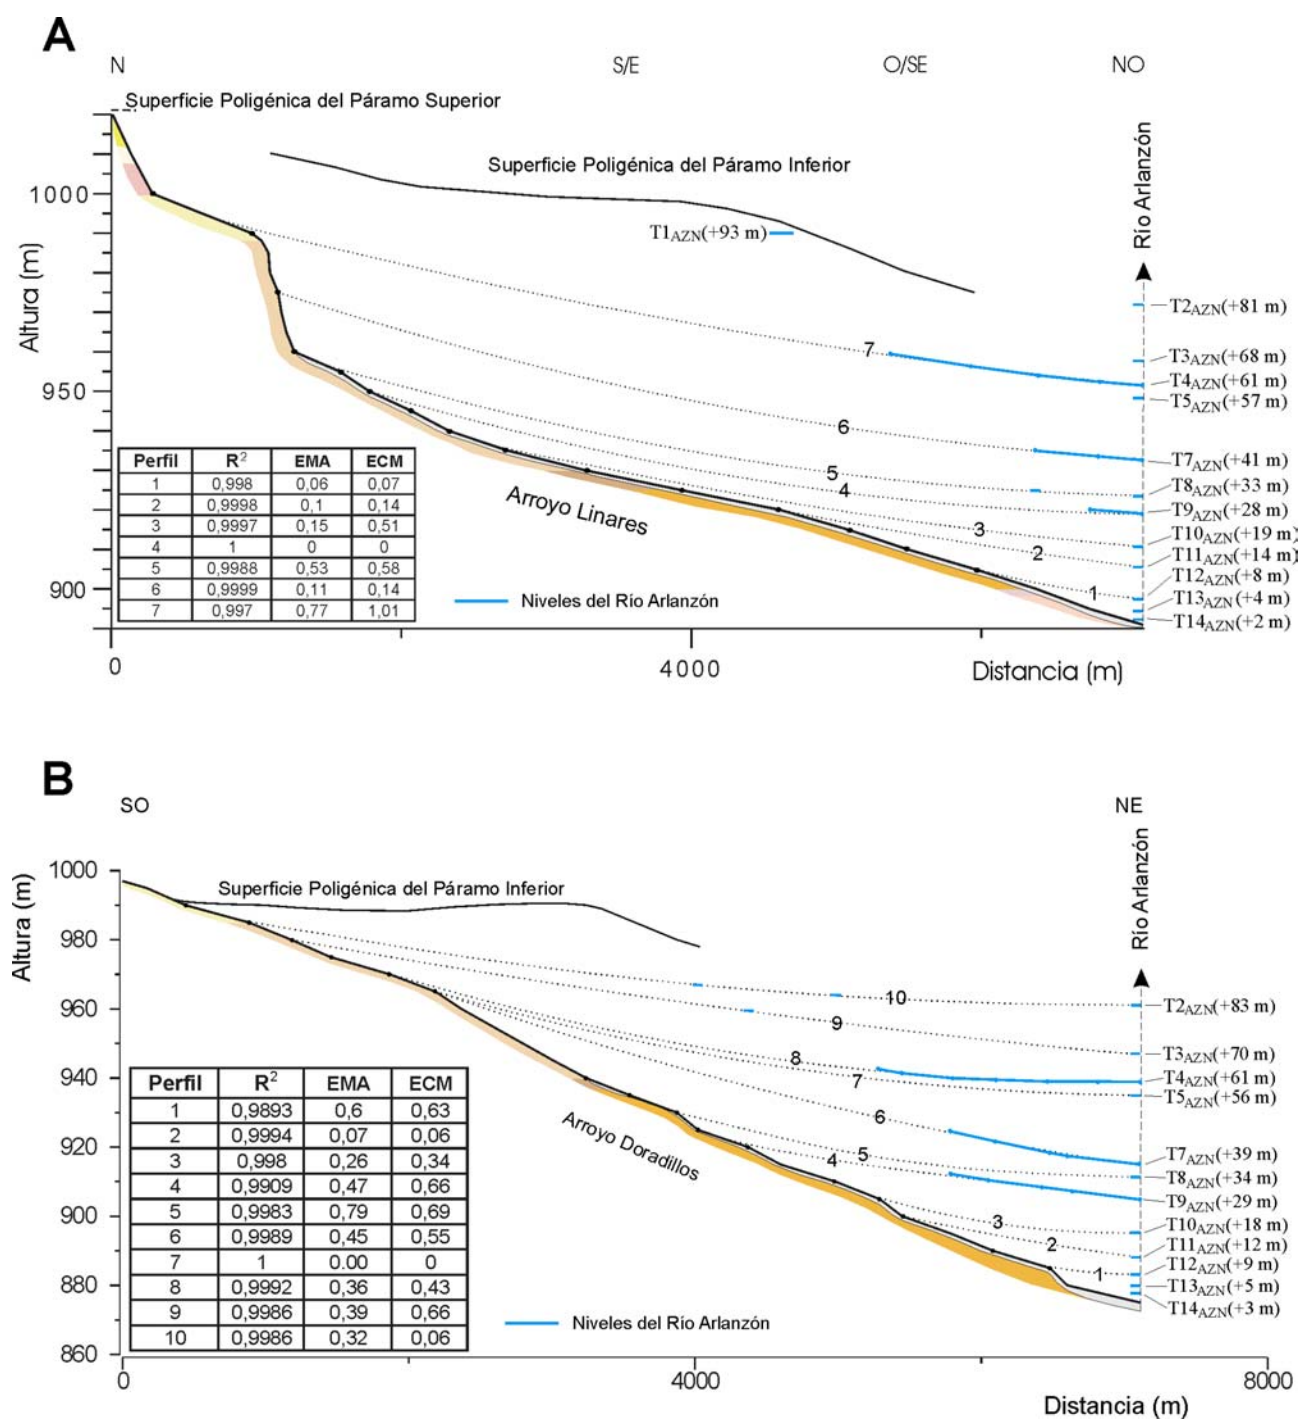 A
N S/E O/SE NO
Superficie Poligénica del Páramo Superior
Superficie Poligénica del Páramo Inferior
Río Arlanzón
Altura (m)
1000
950
900
T1AZN(+93 m)
T2AZN(+81 m)
T3AZN(+68 m)
T4AZN(+61 m)
T5AZN(+57 m)
T7AZN(+41 m)
T8AZN(+33 m)
T9AZN(+28 m)
T10AZN(+19 m)
T11AZN(+14 m)
T12AZN(+8 m)
T13AZN(+4 m)
T14AZN(+2 m)
7
6
5
4
3
2
1
Arroyo Linares
Perfil R2 EMA ECM
1 0,998 0,06 0,07
2 0,9998 0,1 0,14
3 0,9997 0,15 0,51
4 1 0 0
5 0,9988 0,53 0,58
6 0,9999 0,11 0,14
7 0,997 0,77 1,01
Niveles del Río Arlanzón
0 4000
Distancia (m)
B
SO NE
Río Arlanzón
Altura (m)
1000
980
960
940
920
900
880
860
Superficie Poligénica del Páramo Inferior
10
9
8
7
6
5
4
3
2
1
T2AZN(+83 m)
T3AZN(+70 m)
T4AZN(+61 m)
T5AZN(+56 m)
T7AZN(+39 m)
T8AZN(+34 m)
T9AZN(+29 m)
T10AZN(+18 m)
T11AZN(+12 m)
T12AZN(+9 m)
T13AZN(+5 m)
T14AZN(+3 m)
Arroyo Doradillos
Perfil R2 EMA ECM
1 0,9893 0,6 0,63
2 0,9994 0,07 0,06
3 0,998 0,26 0,34
4 0,9909 0,47 0,66
5 0,9983 0,79 0,69
6 0,9989 0,45 0,55
7 1 0.00 0
8 0,9992 0,36 0,43
9 0,9986 0,39 0,66
10 0,9986 0,32 0,06
Niveles del Río Arlanzón
0 4000 8000
Distancia (m)